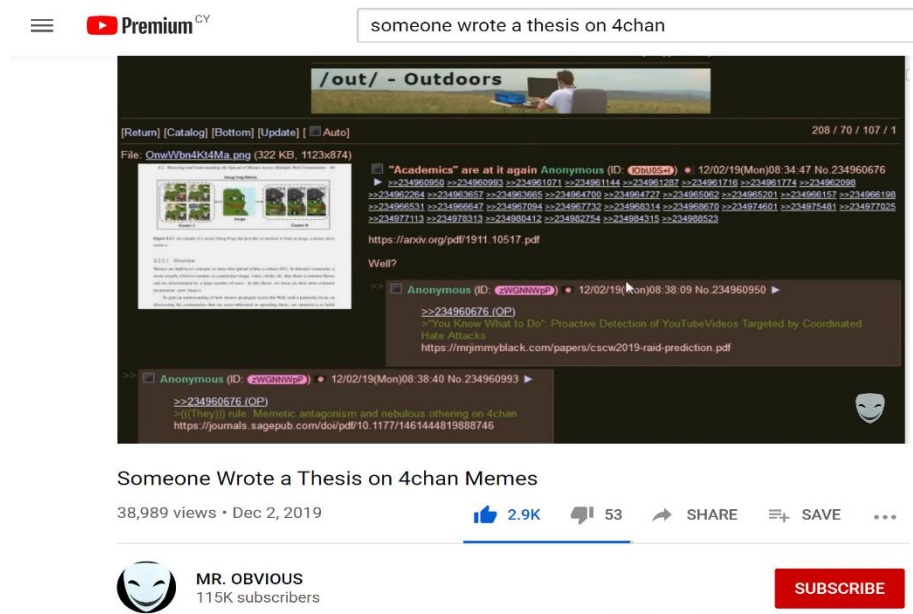 Premium CY
someone wrote a thesis on 4chan
/out/ - Outdoors
[Return] [Catalog] [Bottom] [Update] [ Auto]
208 / 70 / 107 / 1
File: OnwWbn4Kt4Ma.png (322 KB, 1123x874)
"Academics" are at it again Anonymous (ID: IObU0S+I) 12/02/19(Mon)08:34:47 No.234960676
>>234960950 >>234960993 >>234961071 >>234961144 >>234961287 >>234961716 >>234961774 >>234962098
>>234962264 >>234963657 >>234963665 >>234964700 >>234964727 >>234965062 >>234965201 >>234966157 >>234966198
>>234966531 >>234966647 >>234967094 >>234967732 >>234968314 >>234968670 >>234974601 >>234975481 >>234977025
>>234977113 >>234978313 >>234980412 >>234982754 >>234984315 >>234988523
https://arxiv.org/pdf/1911.10517.pdf
Well?
>> Anonymous (ID: zWGNNWpP) 12/02/19(Mon)08:38:09 No.234960950
>>234960676 (OP)
>"You Know What to Do": Proactive Detection of YouTubeVideos Targeted by Coordinated
Hate Attacks
https://mrjimmyblack.com/papers/cscw2019-raid-prediction.pdf
>> Anonymous (ID: zWGNNWpP) 12/02/19(Mon)08:38:40 No.234960993
>>234960676 (OP)
>(((They))) rule: Memetic antagonism and nebulous othering on 4chan
https://journals.sagepub.com/doi/pdf/10.1177/1461444819888746
Someone Wrote a Thesis on 4chan Memes
38,989 views • Dec 2, 2019
2.9K
53
SHARE
SAVE
MR. OBVIOUS
115K subscribers
SUBSCRIBE